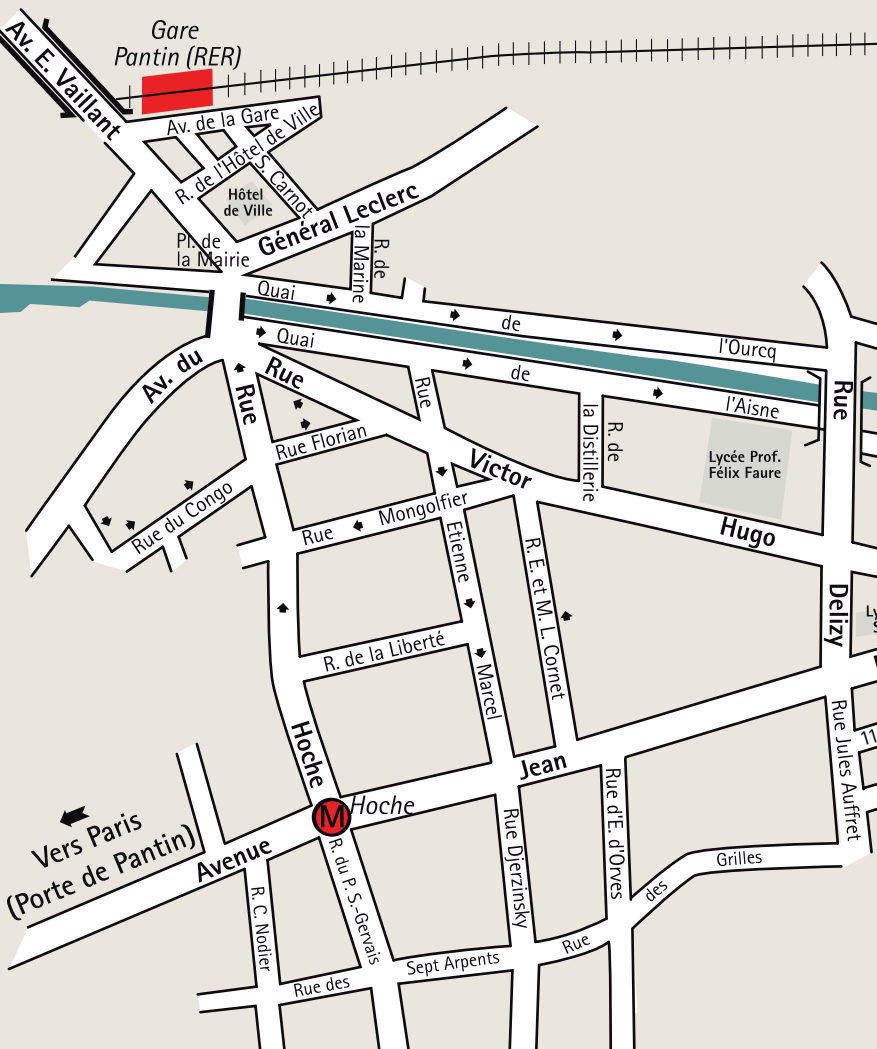 Gare
Pantin (RER)
Av. E. Vaillant
Av. de la Gare
R. de l'Hôtel de Ville
S. Carnot
Hôtel
de Ville
Général Leclerc
Pl. de
la Mairie
R. de
la Marine
Quai
de
l'Ourcq
Quai
de
l'Aisne
Av. du
Rue
Rue
Rue
Rue
R. de
la Distillerie
Lycée Prof.
Félix Faure
Rue Florian
Victor
Rue du Congo
Rue
Mongolfier
Hugo
Etienne
R. E. et M. L. Cornet
Delizy
Ly
R. de la Liberté
Marcel
Hoche
Jean
Rue Jules Auffret
11
M
Hoche
Vers Paris
(Porte de Pantin)
Avenue
Rue d'E. d'Orves
Rue Djerzinsky
R. du P. S.-Gervais
R. C. Nodier
Grilles
des
Rue
Sept Arpents
Rue des